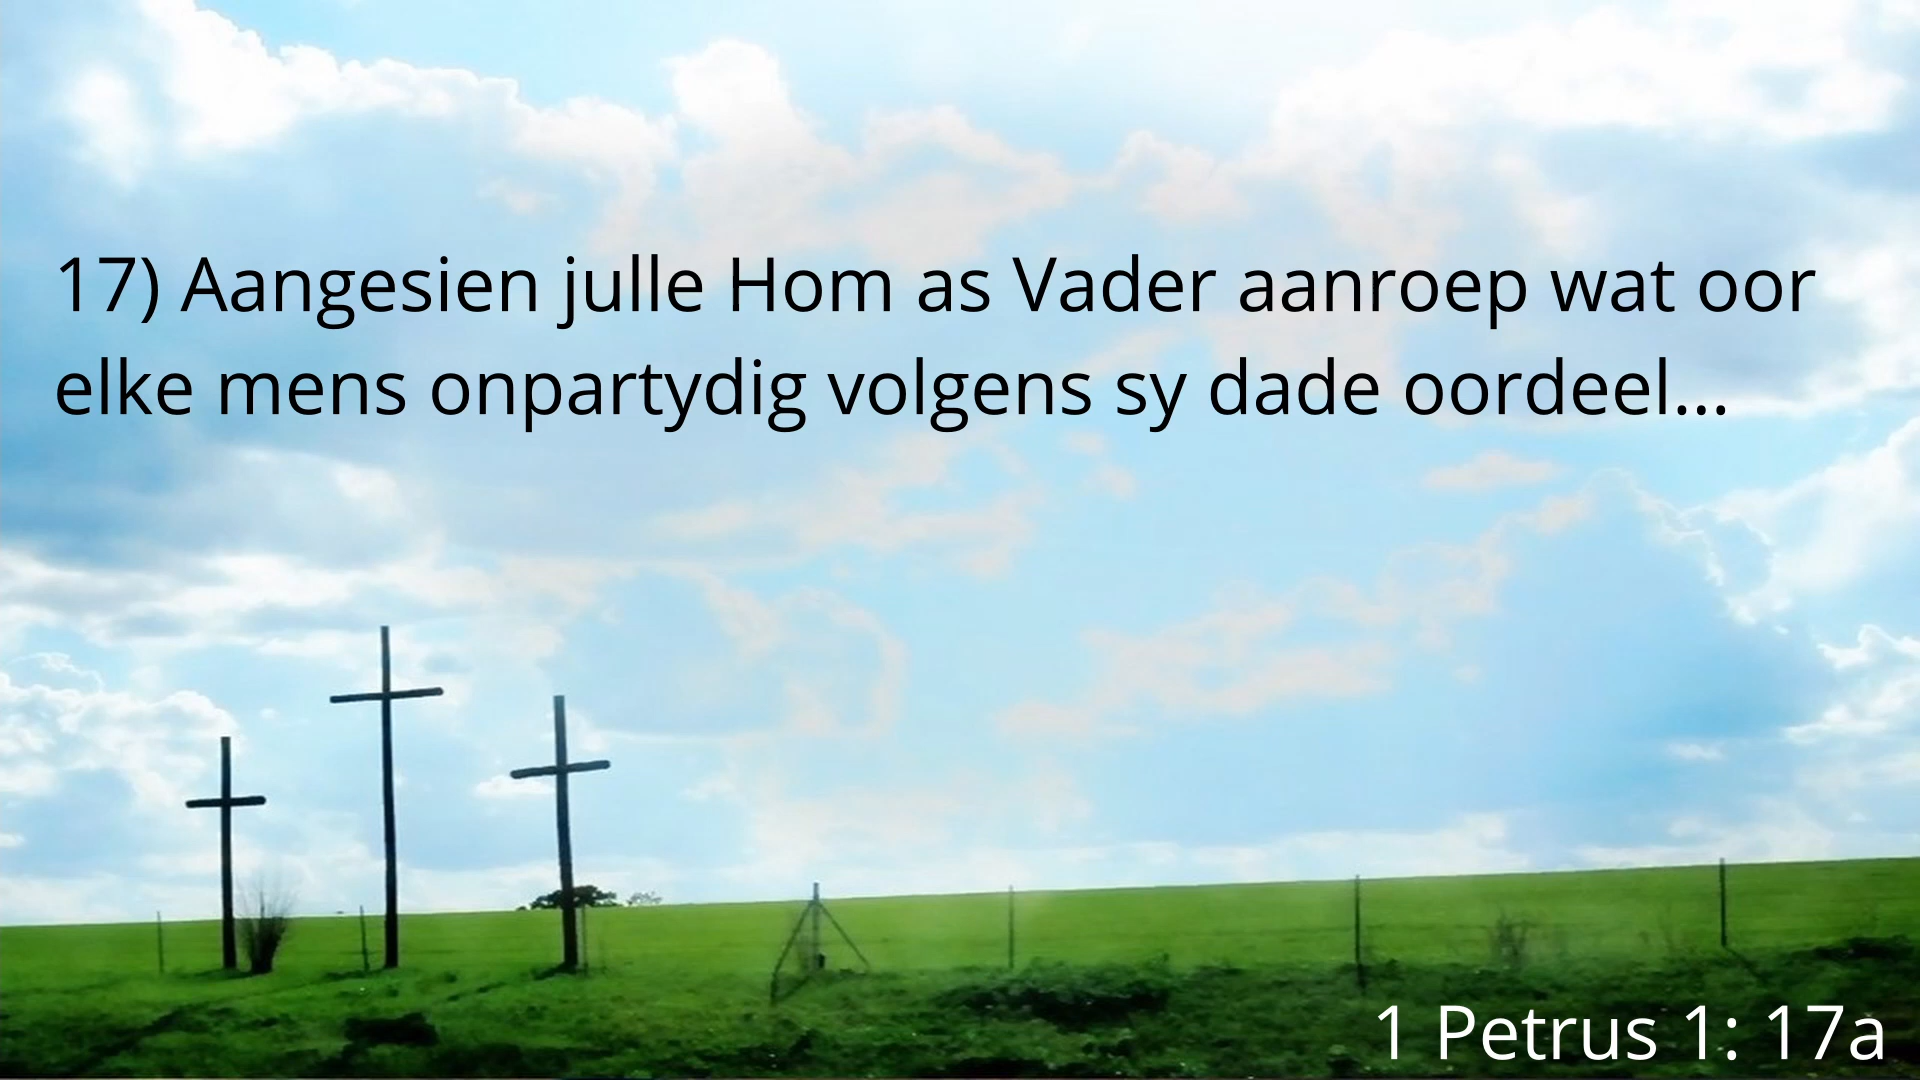 17) Aangesien julle Hom as Vader aanroep wat oor
elke mens onpartydig volgens sy dade oordeel...
1 Petrus 1: 17a